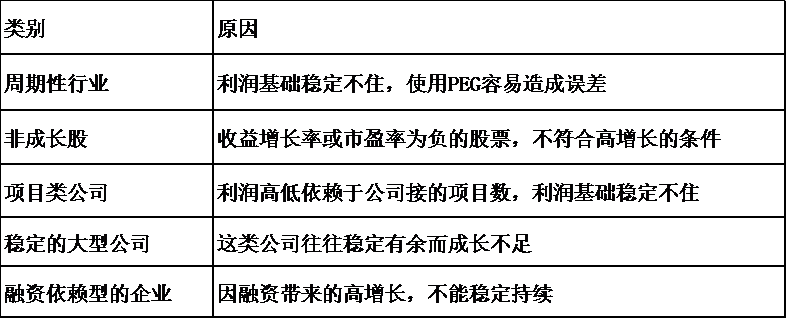 类别 原因
周期性行业 利润基础稳定不住，使用PEG容易造成误差
非成长股 收益增长率或市盈率为负的股票，不符合高增长的条件
项目类公司 利润高低依赖于公司接的项目数，利润基础稳定不住
稳定的大型公司 这类公司往往稳定有余而成长不足
融资依赖型的企业 因融资带来的高增长，不能稳定持续